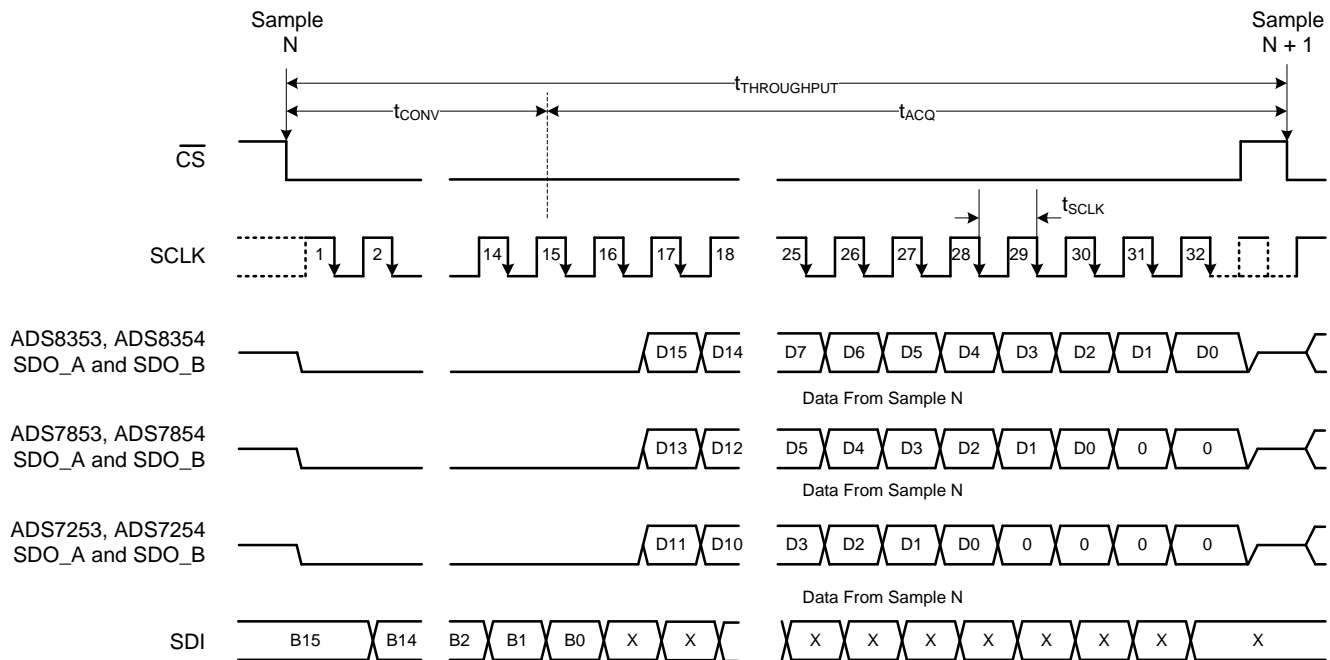 Sample
N
Sample
N + 1
tTHROUGHPUT
tCONV
tACQ
CS
tSCLK
SCLK
1 2 14 15 16 17 18 25 26 27 28 29 30 31 32
ADS8353, ADS8354
SDO_A and SDO_B
D15 D14 D7 D6 D5 D4 D3 D2 D1 D0
Data From Sample N
ADS7853, ADS7854
SDO_A and SDO_B
D13 D12 D5 D4 D3 D2 D1 D0 0 0
Data From Sample N
ADS7253, ADS7254
SDO_A and SDO_B
D11 D10 D3 D2 D1 D0 0 0 0 0
Data From Sample N
SDI
B15 B14 B2 B1 B0 X X X X X X X X X X